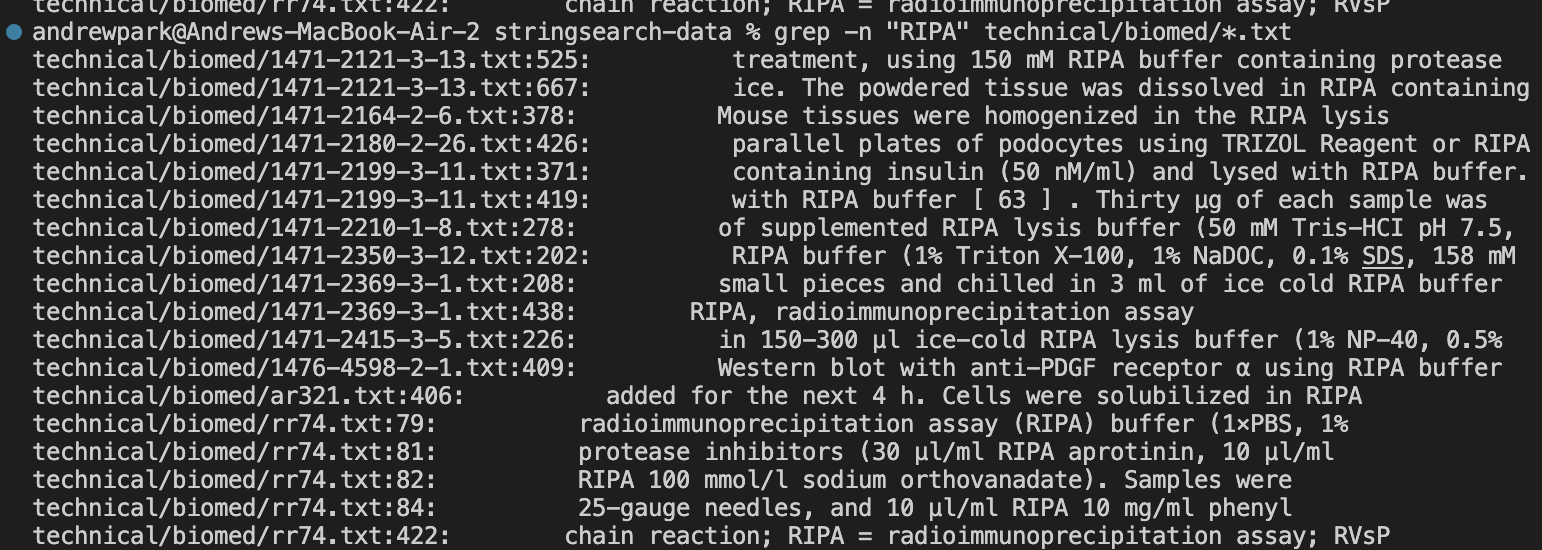 technical/biomed/rr74.txt:422: chain reaction; RIPA = radioimmunoprecipitation assay; RVsP
andrewpark@Andrews-MacBook-Air-2 stringsearch-data % grep -n "RIPA" technical/biomed/*.txt
technical/biomed/1471-2121-3-13.txt:525: treatment, using 150 mM RIPA buffer containing protease
technical/biomed/1471-2121-3-13.txt:667: ice. The powdered tissue was dissolved in RIPA containing
technical/biomed/1471-2164-2-6.txt:378: Mouse tissues were homogenized in the RIPA lysis
technical/biomed/1471-2180-2-26.txt:426: parallel plates of podocytes using TRIZOL Reagent or RIPA
technical/biomed/1471-2199-3-11.txt:371: containing insulin (50 nM/ml) and lysed with RIPA buffer.
technical/biomed/1471-2199-3-11.txt:419: with RIPA buffer [ 63 ] . Thirty μg of each sample was
technical/biomed/1471-2210-1-8.txt:278: of supplemented RIPA lysis buffer (50 mM Tris-HCI pH 7.5,
technical/biomed/1471-2350-3-12.txt:202: RIPA buffer (1% Triton X-100, 1% NaDOC, 0.1% SDS, 158 mM
technical/biomed/1471-2369-3-1.txt:208: small pieces and chilled in 3 ml of ice cold RIPA buffer
technical/biomed/1471-2369-3-1.txt:438: RIPA, radioimmunoprecipitation assay
technical/biomed/1471-2415-3-5.txt:226: in 150-300 μl ice-cold RIPA lysis buffer (1% NP-40, 0.5%
technical/biomed/1476-4598-2-1.txt:409: Western blot with anti-PDGF receptor α using RIPA buffer
technical/biomed/ar321.txt:406: added for the next 4 h. Cells were solubilized in RIPA
technical/biomed/rr74.txt:79: radioimmunoprecipitation assay (RIPA) buffer (1×PBS, 1%
technical/biomed/rr74.txt:81: protease inhibitors (30 μl/ml RIPA aprotinin, 10 μl/ml
technical/biomed/rr74.txt:82: RIPA 100 mmol/l sodium orthovanadate). Samples were
technical/biomed/rr74.txt:84: 25-gauge needles, and 10 μl/ml RIPA 10 mg/ml phenyl
technical/biomed/rr74.txt:422: chain reaction; RIPA = radioimmunoprecipitation assay; RVsP